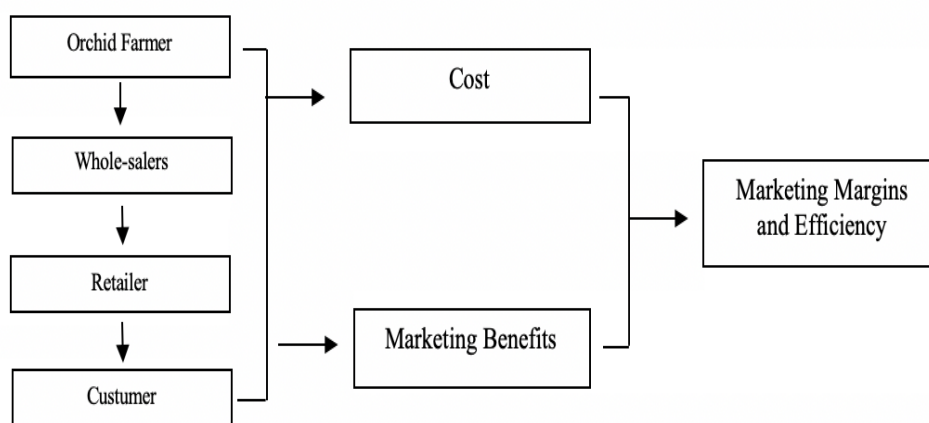 Orchid Farmer
Whole-salers
Retailer
Custumer
Cost
Marketing Benefits
Marketing Margins
and Efficiency